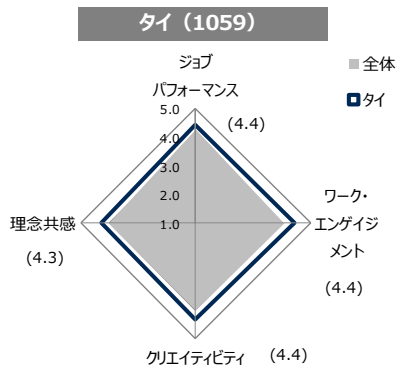 タイ（1059）
ジョブ
パフォーマンス
全体
タイ
5.0
(4.4)
4.0
3.0
2.0
1.0
ワーク・
エンゲイジ
メント
(4.4)
理念共感
(4.3)
クリエイティビティ
(4.4)